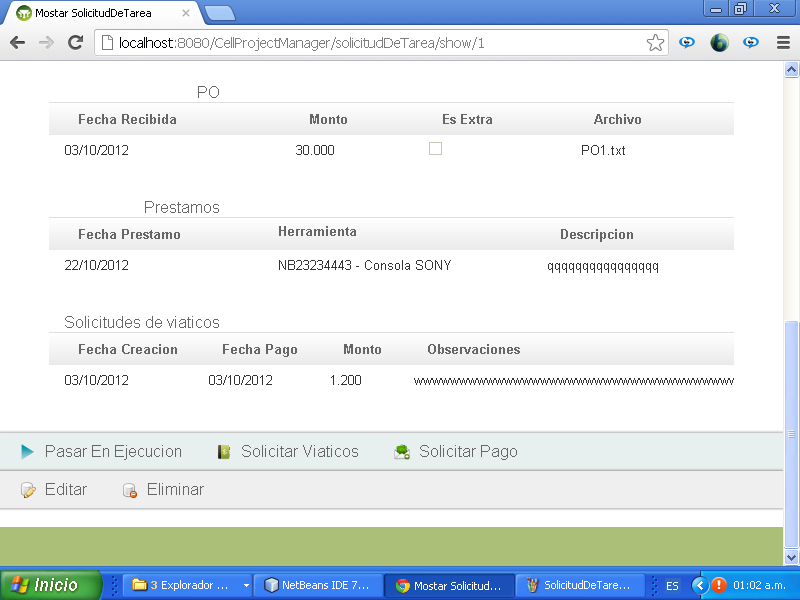 Mostar SolicitudDeTarea
localhost:8080/CellProjectManager/solicitudDeTarea/show/1
PO
Fecha Recibida Monto Es Extra Archivo
03/10/2012 30.000 PO1.txt
Prestamos
Fecha Prestamo Herramienta Descripcion
22/10/2012 NB23234443 - Consola SONY qqqqqqqqqqqqqqqq
Solicitudes de viaticos
Fecha Creacion Fecha Pago Monto Observaciones
03/10/2012 03/10/2012 1.200
Pasar En Ejecucion Solicitar Viaticos Solicitar Pago
Editar Eliminar
Inicio 3 Explorador ... NetBeans IDE 7... Mostar Solicitud... SolicitudDeTare... ES 01:02 a.m.